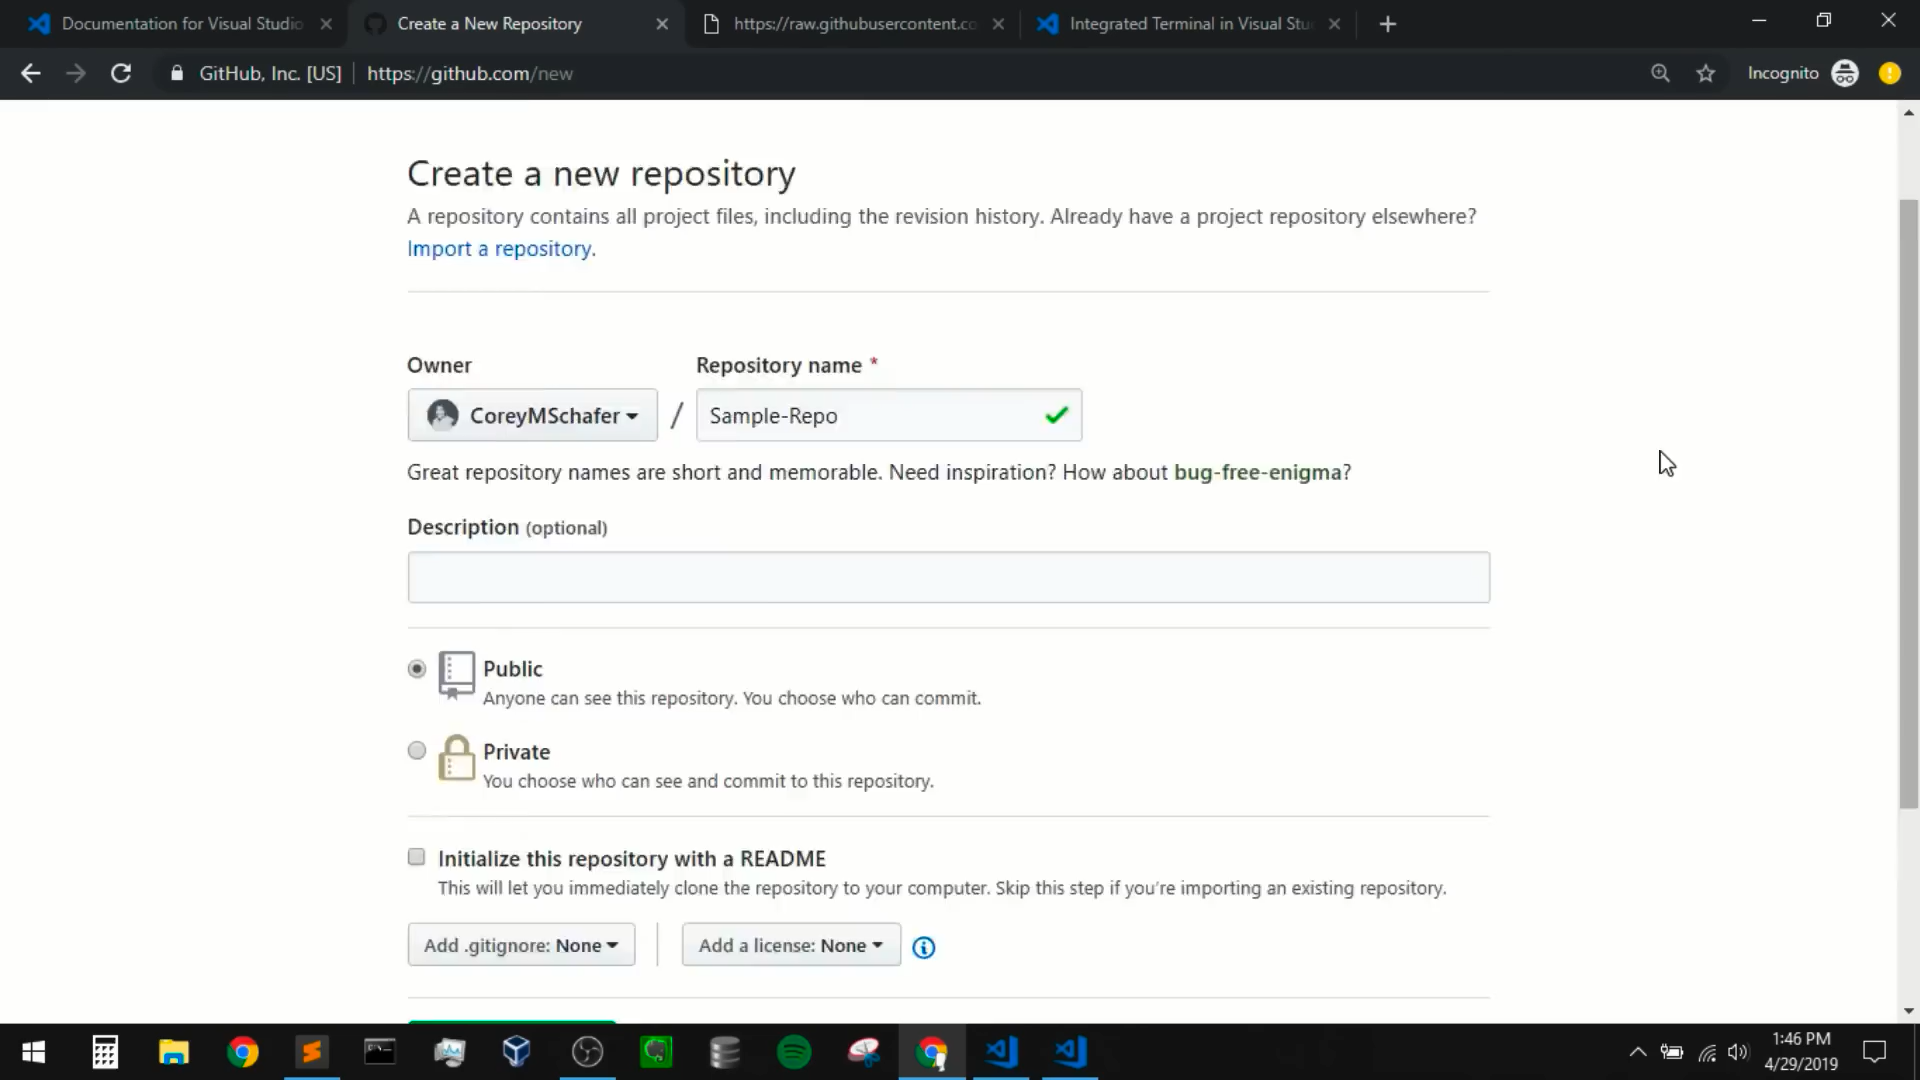 Documentation for Visual Studio
Create a New Repository
https://raw.githubusercontent.co
Integrated Terminal in Visual Stu
GitHub, Inc. [US]
https://github.com/new
Incognito
Create a new repository
A repository contains all project files, including the revision history. Already have a project repository elsewhere?
Import a repository.
Owner
Repository name *
CoreyMSchafer
/
Sample-Repo
Great repository names are short and memorable. Need inspiration? How about bug-free-enigma?
Description (optional)
Public
Anyone can see this repository. You choose who can commit.
Private
You choose who can see and commit to this repository.
Initialize this repository with a README
This will let you immediately clone the repository to your computer. Skip this step if you're importing an existing repository.
Add .gitignore: None
Add a license: None
1:46 PM
4/29/2019